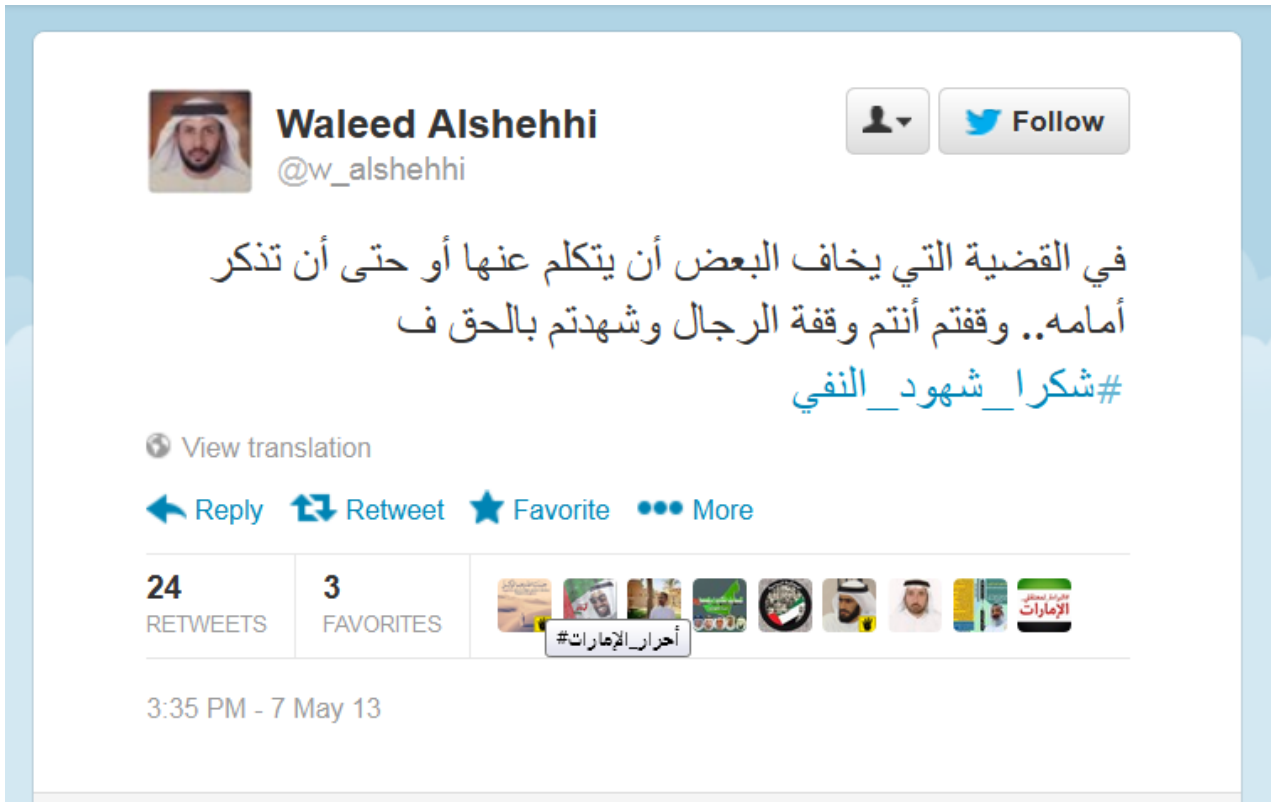 Waleed Alshehhi
Follow
@w_alshehhi
في القضية التي يخاف البعض أن يتكلم عنها أو حتى أن تذكر
أمامه.. وقفتم أنتم وقفة الرجال وشهدتم بالحق ف
#شكرا_شهود_النفي
View translation
Reply Retweet Favorite More
24 3
RETWEETS FAVORITES
الإمارات
أحرار_الإمارات#
3:35 PM - 7 May 13